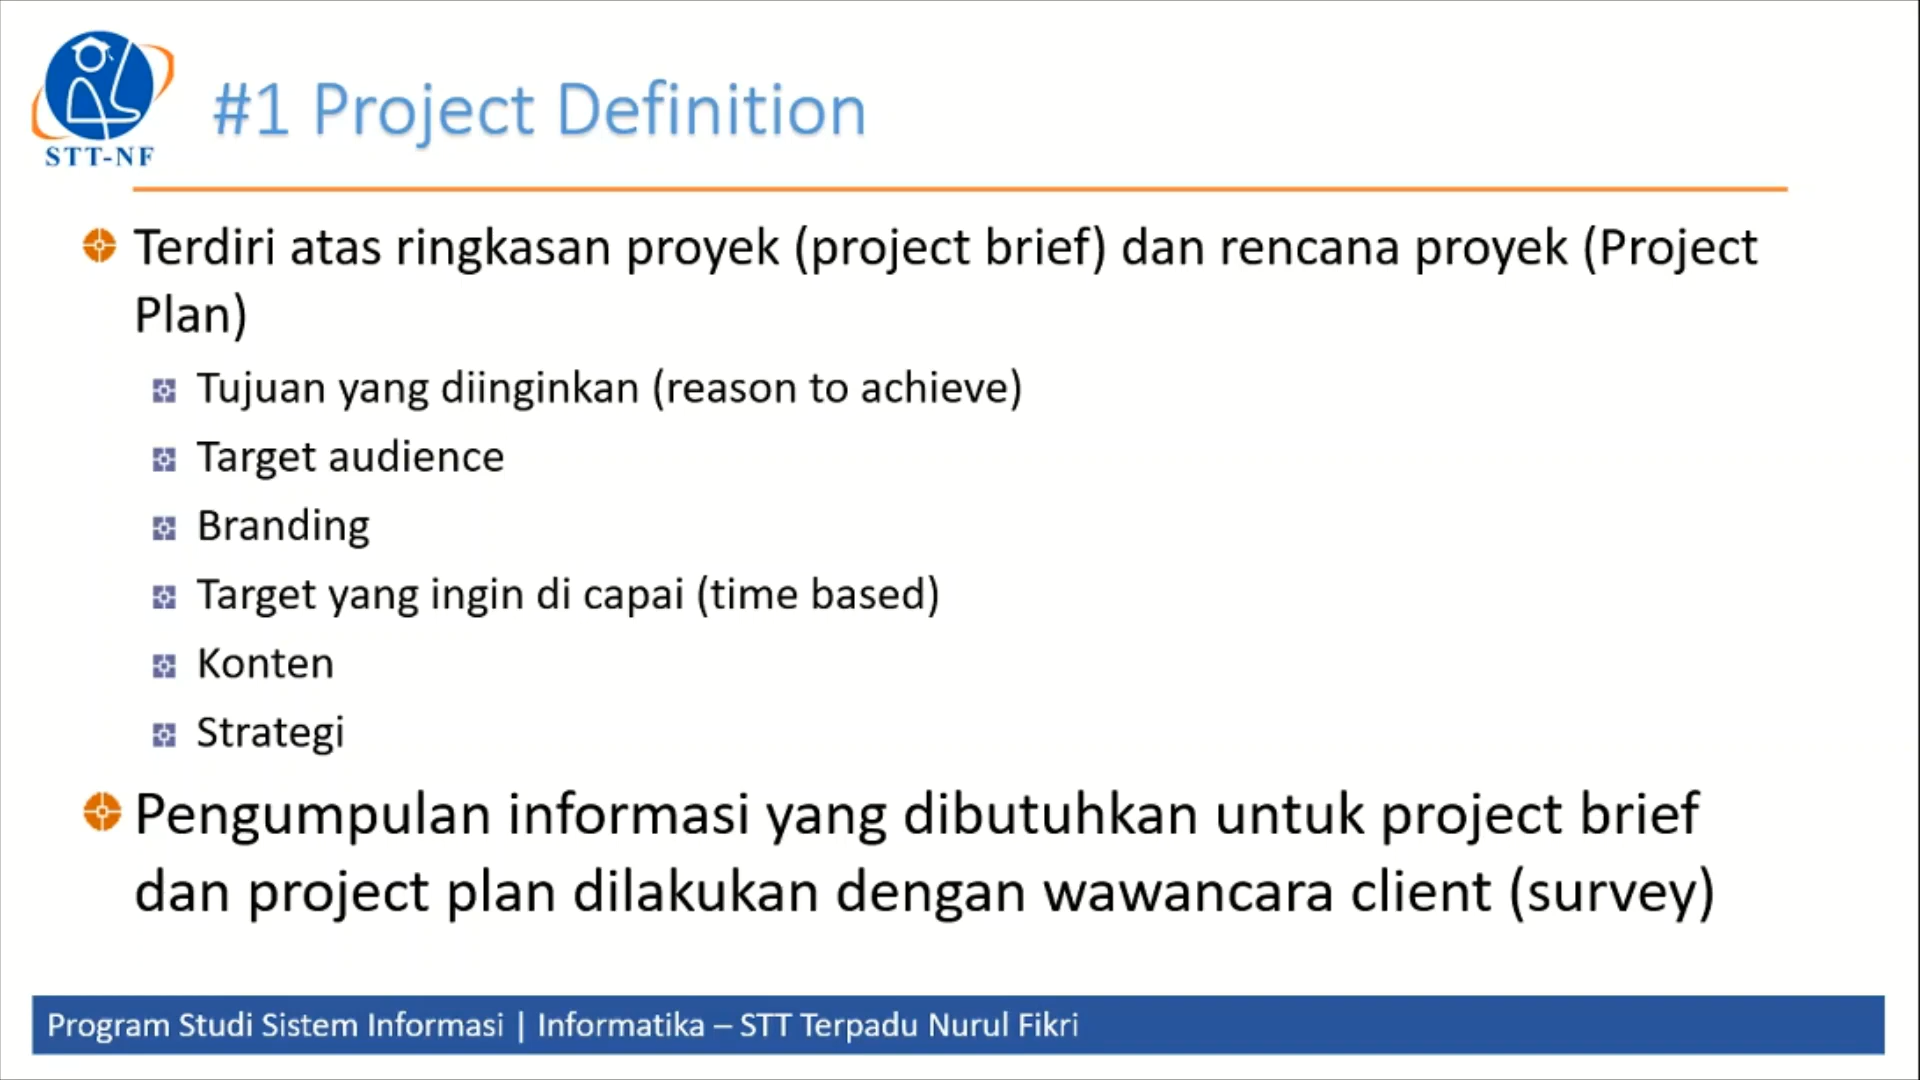 STT-NF
#1 Project Definition
Terdiri atas ringkasan proyek (project brief) dan rencana proyek (Project
Plan)
Tujuan yang diinginkan (reason to achieve)
Target audience
Branding
Target yang ingin di capai (time based)
Konten
Strategi
Pengumpulan informasi yang dibutuhkan untuk project brief
dan project plan dilakukan dengan wawancara client (survey)
Program Studi Sistem Informasi | Informatika – STT Terpadu Nurul Fikri